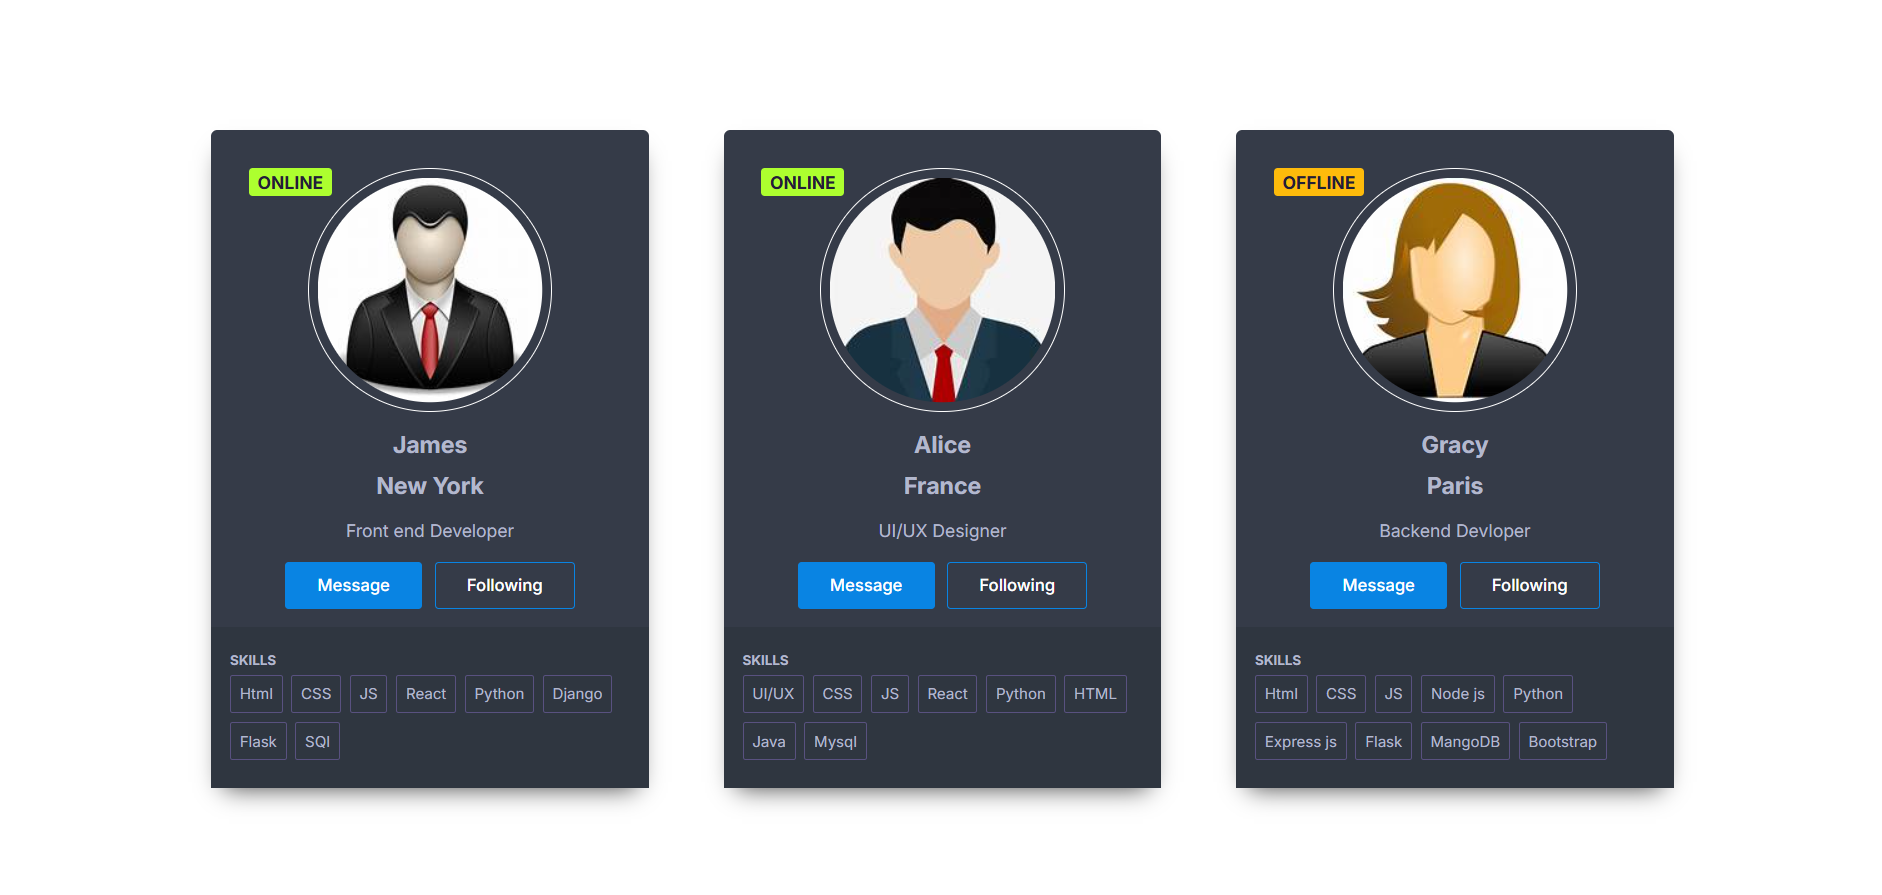 ONLINE
James
New York
Front end Developer
Message Following
SKILLS
Html CSS JS React Python Django
Flask SQl
ONLINE
Alice
France
UI/UX Designer
Message Following
SKILLS
UI/UX CSS JS React Python HTML
Java Mysql
OFFLINE
Gracy
Paris
Backend Devloper
Message Following
SKILLS
Html CSS JS Node js Python
Express js Flask MangoDB Bootstrap